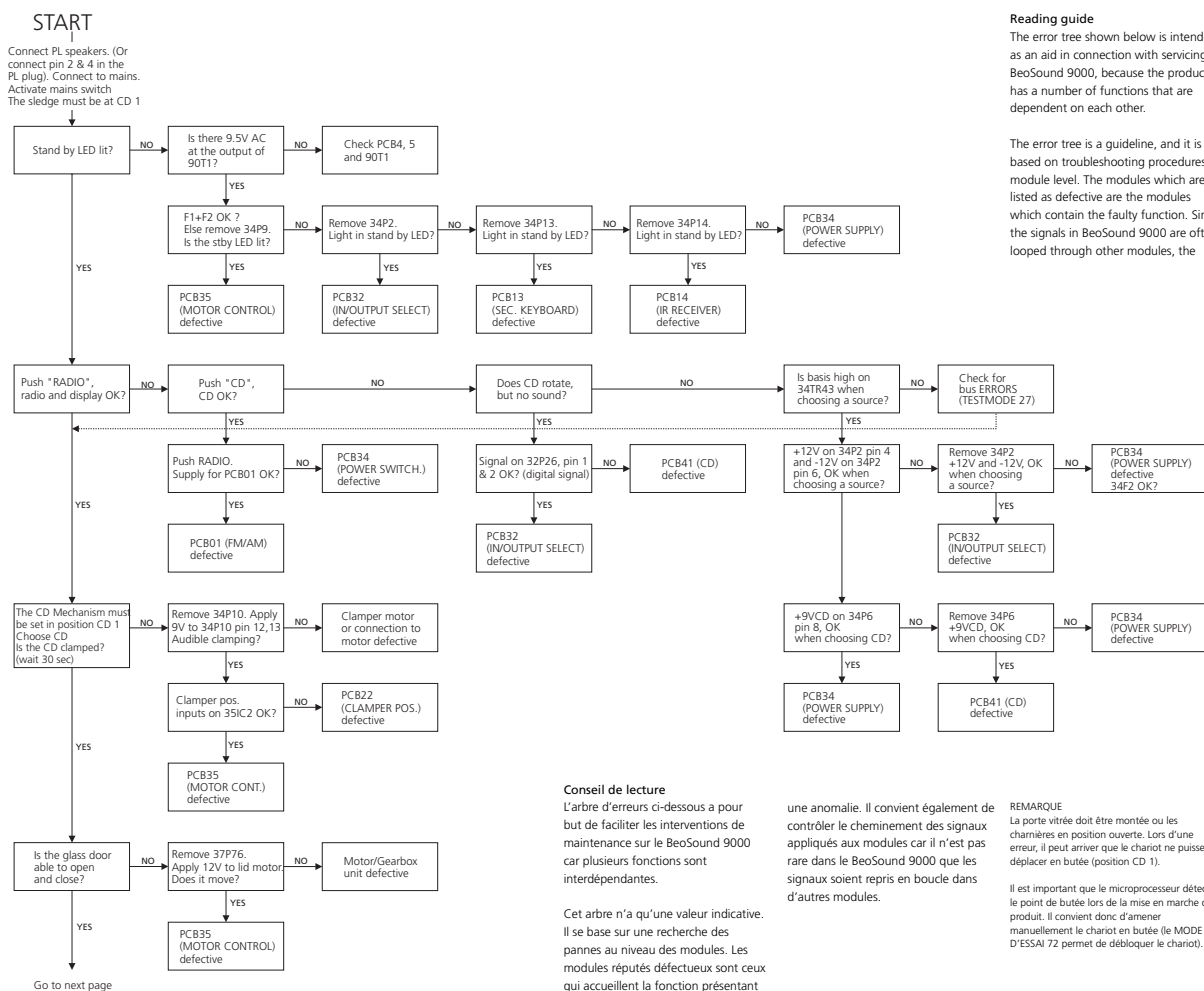 START
Connect PL speakers. (Or
connect pin 2 & 4 in the
PL plug). Connect to mains.
Activate mains switch
The sledge must be at CD 1
Stand by LED lit?
NO
Is there 9.5V AC
at the output of
90T1?
NO
Check PCB4, 5
and 90T1
YES
F1+F2 OK ?
Else remove 34P9.
Is the stby LED lit?
NO
Remove 34P2.
Light in stand by LED?
NO
Remove 34P13.
Light in stand by LED?
NO
Remove 34P14.
Light in stand by LED?
NO
PCB34
(POWER SUPPLY)
defective
YES
YES
YES
YES
YES
PCB35
(MOTOR CONTROL)
defective
PCB32
(IN/OUTPUT SELECT)
defective
PCB13
(SEC. KEYBOARD)
defective
PCB14
(IR RECEIVER)
defective
Push "RADIO",
radio and display OK?
NO
Push "CD",
CD OK?
NO
Does CD rotate,
but no sound?
NO
Is basis high on
34TR43 when
choosing a source?
NO
Check for
bus ERRORS
(TESTMODE 27)
YES
YES
YES
Push RADIO.
Supply for PCB01 OK?
NO
PCB34
(POWER SWITCH.)
defective
Signal on 32P26, pin 1
& 2 OK? (digital signal)
NO
PCB41 (CD)
defective
+12V on 34P2 pin 4
and -12V on 34P2
pin 6, OK when
choosing a source?
NO
Remove 34P2
+12V and -12V, OK
when choosing
a source?
NO
PCB34
(POWER SUPPLY)
defective
34F2 OK?
YES
YES
YES
YES
PCB01 (FM/AM)
defective
PCB32
(IN/OUTPUT SELECT)
defective
PCB32
(IN/OUTPUT SELECT)
defective
The CD Mechanism must
be set in position CD 1
Choose CD
Is the CD clamped?
(wait 30 sec)
NO
Remove 34P10. Apply
9V to 34P10 pin 12,13
Audible clamping?
NO
Clamper motor
or connection to
motor defective
+9VCD on 34P6
pin 8, OK
when choosing CD?
NO
Remove 34P6
+9VCD, OK
when choosing CD?
NO
PCB34
(POWER SUPPLY)
defective
YES
YES
YES
Clamper pos.
inputs on 35IC2 OK?
NO
PCB22
(CLAMPER POS.)
defective
PCB34
(POWER SUPPLY)
defective
PCB41 (CD)
defective
YES
YES
PCB35
(MOTOR CONT.)
defective
Is the glass door
able to open
and close?
NO
Remove 37P76.
Apply 12V to lid motor.
Does it move?
NO
Motor/Gearbox
unit defective
YES
YES
PCB35
(MOTOR CONTROL)
defective
Go to next page
Reading guide
The error tree shown below is intend
as an aid in connection with servicing
BeoSound 9000, because the produc
has a number of functions that are
dependent on each other.
The error tree is a guideline, and it is
based on troubleshooting procedures
module level. The modules which are
listed as defective are the modules
which contain the faulty function. Sin
the signals in BeoSound 9000 are oft
looped through other modules, the
Conseil de lecture
L'arbre d'erreurs ci-dessous a pour
but de faciliter les interventions de
maintenance sur le BeoSound 9000
car plusieurs fonctions sont
interdépendantes.
Cet arbre n'a qu'une valeur indicative.
Il se base sur une recherche des
pannes au niveau des modules. Les
modules réputés défectueux sont ceux
qui accueillent la fonction présentant
une anomalie. Il convient également de
contrôler le cheminement des signaux
appliqués aux modules car il n'est pas
rare dans le BeoSound 9000 que les
signaux soient repris en boucle dans
d'autres modules.
REMARQUE
La porte vitrée doit être montée ou les
charnières en position ouverte. Lors d'une
erreur, il peut arriver que le chariot ne puisse
déplacer en butée (position CD 1).
Il est important que le microprocesseur détec
le point de butée lors de la mise en marche d
produit. Il convient donc d'amener
manuellement le chariot en butée (le MODE
D'ESSAI 72 permet de débloquer le chariot).